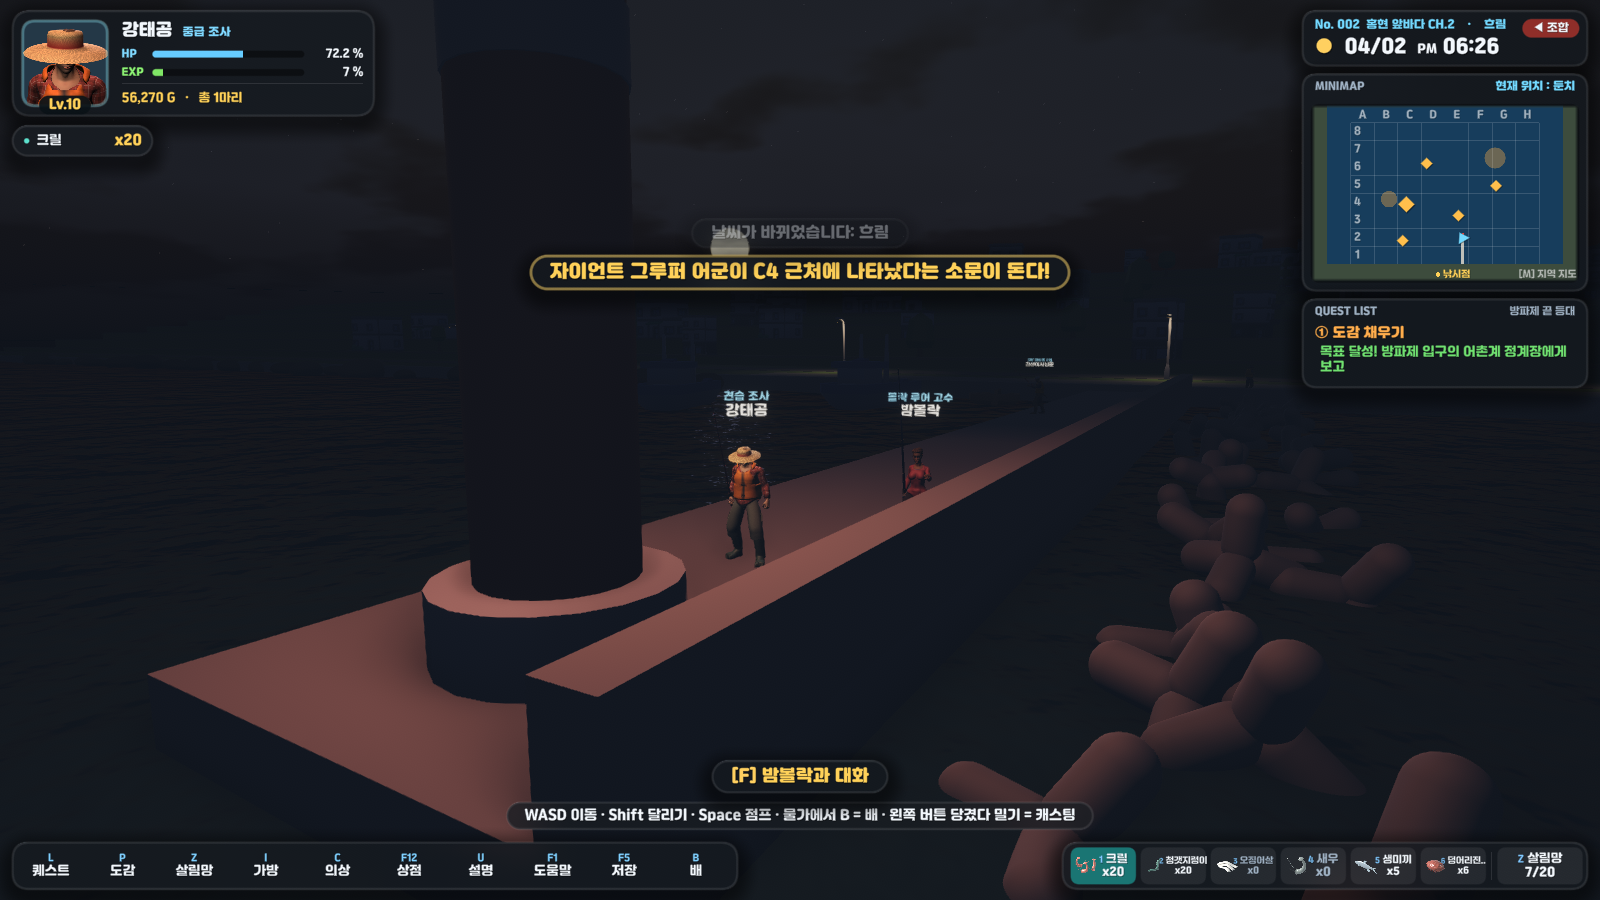 강태공 중급 조사
HP 72.2 %
EXP 7 %
Lv.10
56,270 G · 총 1마리
크릴 x20
No. 002 홍현 앞바다 CH.2 · 흐림
◀ 조합
04/02 PM 06:26
MINIMAP 현재 위치 : 둔치
A B C D E F G H
8
7
6
5
4
3
2
1
낚시점 [M] 지역 지도
QUEST LIST 방파제 끝 등대
① 도감 채우기
목표 달성! 방파제 입구의 어촌계 정계장에게
보고
날씨가 바뀌었습니다: 흐림
자이언트 그루퍼 어군이 C4 근처에 나타났다는 소문이 돈다!
견습 조사
강태공
볼락 루어 고수
방볼락
[F] 방볼락과 대화
WASD 이동 · Shift 달리기 · Space 점프 · 물가에서 B = 배 · 왼쪽 버튼 당겼다 밀기 = 캐스팅
L 퀘스트
P 도감
Z 살림망
I 가방
C 의상
F12 상점
U 설명
F1 도움말
F5 저장
B 배
1 크릴 x20
2 청갯지렁이 x20
3 오징어살 x0
4 새우 x0
5 생미끼 x5
6 덩어리진.. x6
Z 살림망 7/20